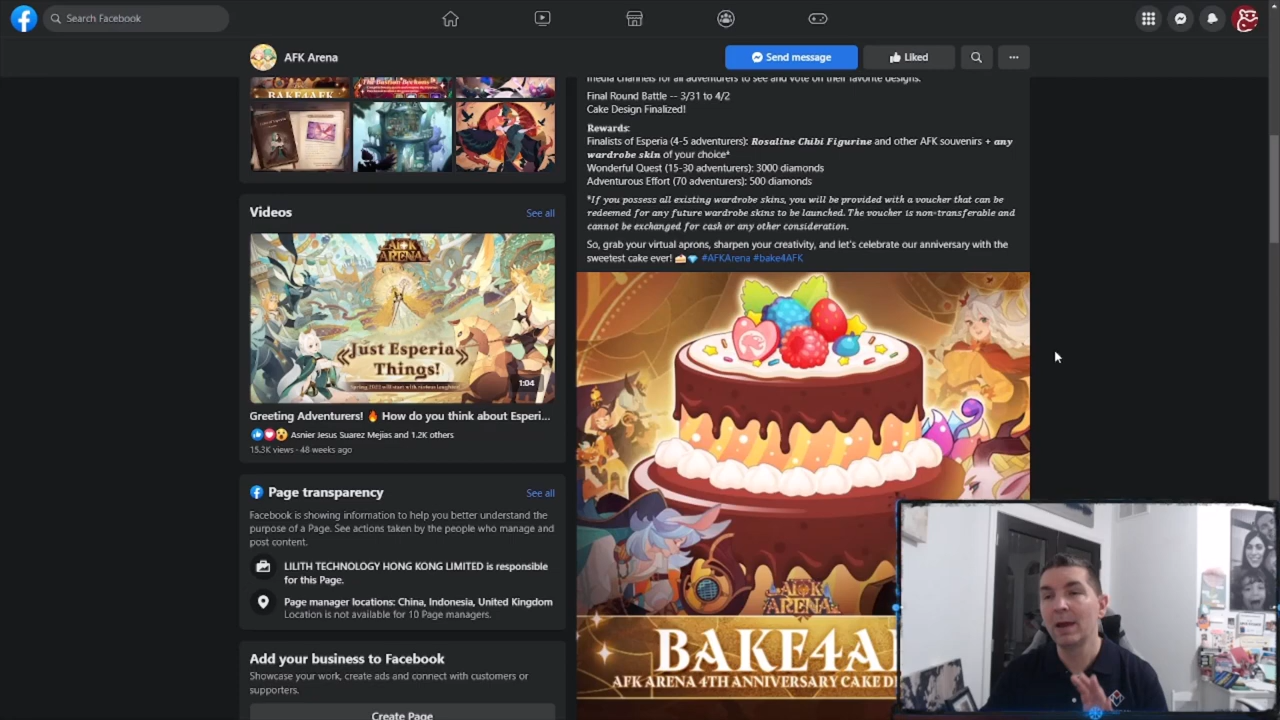 Search Facebook
AFK Arena
Send message
Liked
media channels for all adventurers to see and vote on their favorite designs.
Final Round Battle -- 3/31 to 4/2
Cake Design Finalized!
Rewards:
Finalists of Esperia (4-5 adventurers): Rosaline Chibi Figurine and other AFK souvenirs + any
wardrobe skin of your choice*
Wonderful Quest (15-30 adventurers): 3000 diamonds
Adventurous Effort (70 adventurers): 500 diamonds
*If you possess all existing wardrobe skins, you will be provided with a voucher that can be
redeemed for any future wardrobe skins to be launched. The voucher is non-transferable and
cannot be exchanged for cash or any other consideration.
So, grab your virtual aprons, sharpen your creativity, and let's celebrate our anniversary with the
sweetest cake ever! 🍰💎 #AFKArena #bake4AFK
BAKE4AFK
Videos
See all
AFK
ARENA
《Just Esperia
Things!》
1:04
Greeting Adventurers! 🔥 How do you think about Esperi...
Asnier Jesus Suarez Mejias and 1.2K others
15.3K views · 48 weeks ago
Page transparency
See all
Facebook is showing information to help you better understand the
purpose of a Page. See actions taken by the people who manage and
post content.
LILITH TECHNOLOGY HONG KONG LIMITED is responsible
for this Page.
Page manager locations: China, Indonesia, United Kingdom
Location is not available for 10 Page managers.
Add your business to Facebook
Showcase your work, create ads and connect with customers or
supporters.
Create Page
AFK
ARENA
BAKE4A
AFK ARENA 4TH ANNIVERSARY CAKE DE